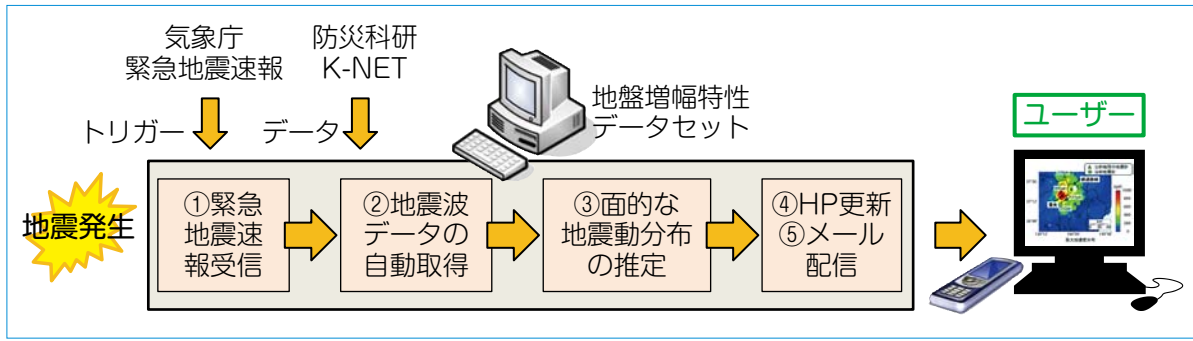 気象庁
緊急地震速報
防災科研
K-NET
トリガー
データ
地盤増幅特性
データセット
ユーザー
地震発生
①緊急
地震速
報受信
②地震波
データの
自動取得
③面的な
地震動分布
の推定
④HP更新
⑤メール
配信